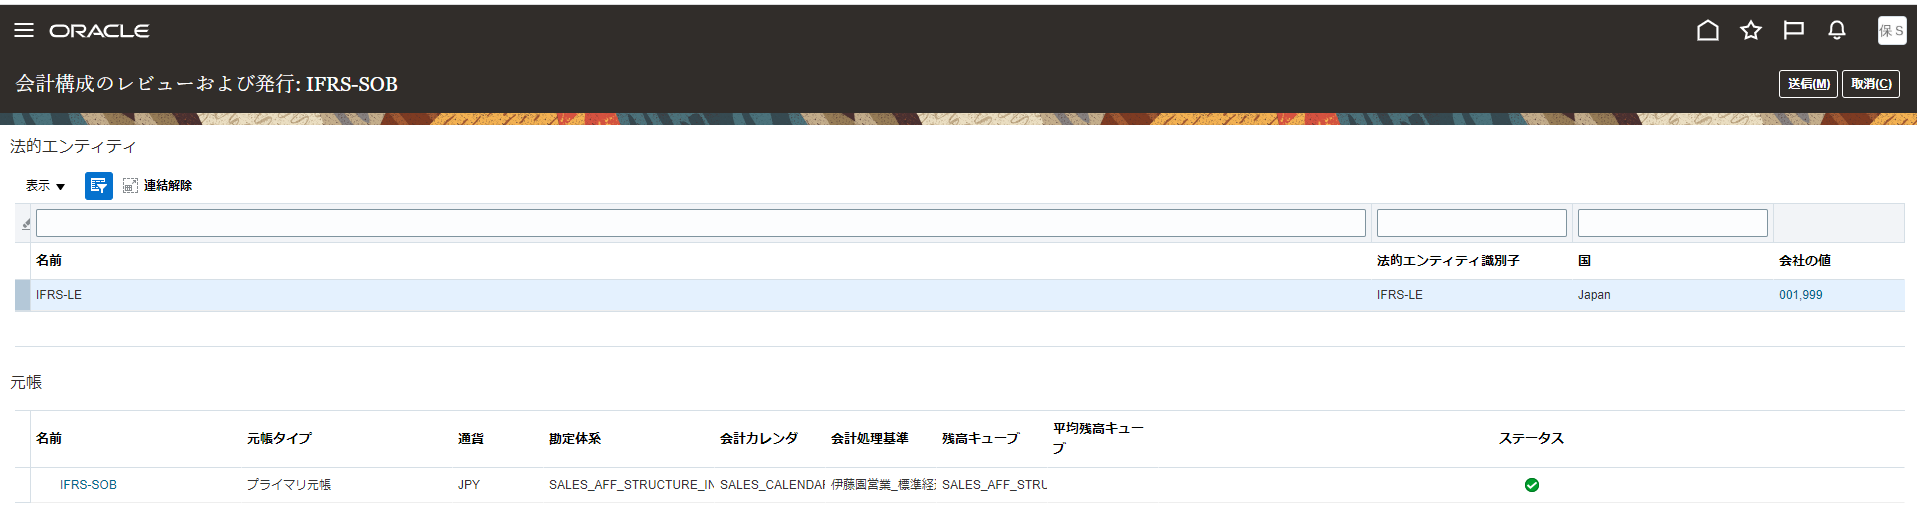 ORACLE
保 S
会計構成のレビューおよび発行: IFRS-SOB
送信(M) 取消(C)
法的エンティティ
表示 連結解除
名前 法的エンティティ識別子 国 会社の値
IFRS-LE IFRS-LE Japan 001,999
元帳
名前 元帳タイプ 通貨 勘定体系 会計カレンダ 会計処理基準 残高キューブ 平均残高キューブ ステータス
IFRS-SOB プライマリ元帳 JPY SALES_AFF_STRUCTURE_IN SALES_CALENDAR 伊藤園営業_標準経 SALES_AFF_STRU